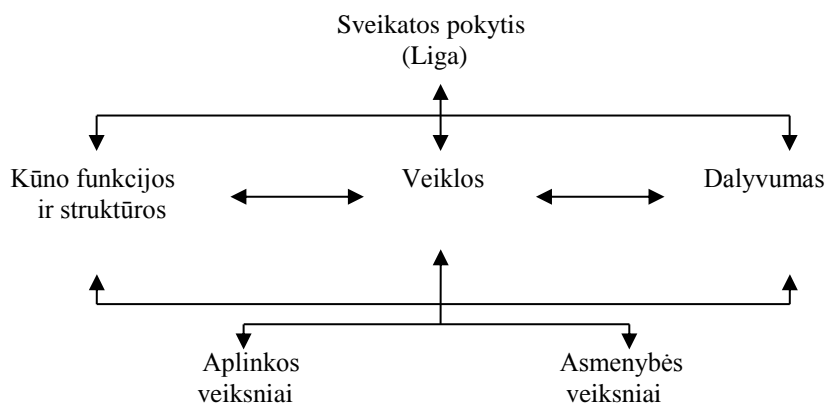 Sveikatos pokytis
(Liga)
Kūno funkcijos
ir struktūros
Veiklos
Dalyvumas
Aplinkos
veiksniai
Asmenybės
veiksniai